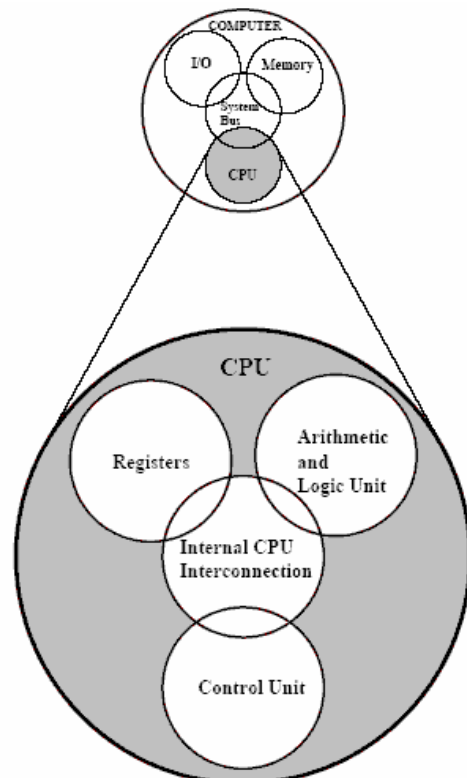 COMPUTER
I/O
Memory
System
Bus
CPU
CPU
Registers
Arithmetic
and
Logic Unit
Internal CPU
Interconnection
Control Unit